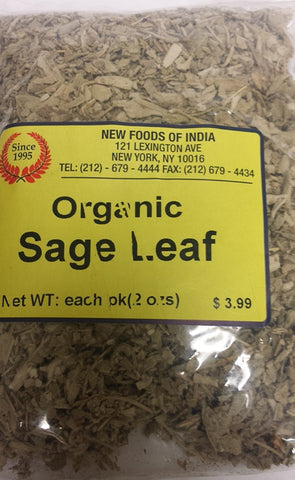 Since
1995
NEW FOODS OF INDIA
121 LEXINGTON AVE
NEW YORK, NY 10016
TEL: (212) - 679 - 4444 FAX: (212) 679 - 4434
Organic
Sage Leaf
Net WT: each pk(2 ozs) $ 3.99